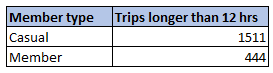 Member type Trips longer than 12 hrs
Casual 1511
Member 444